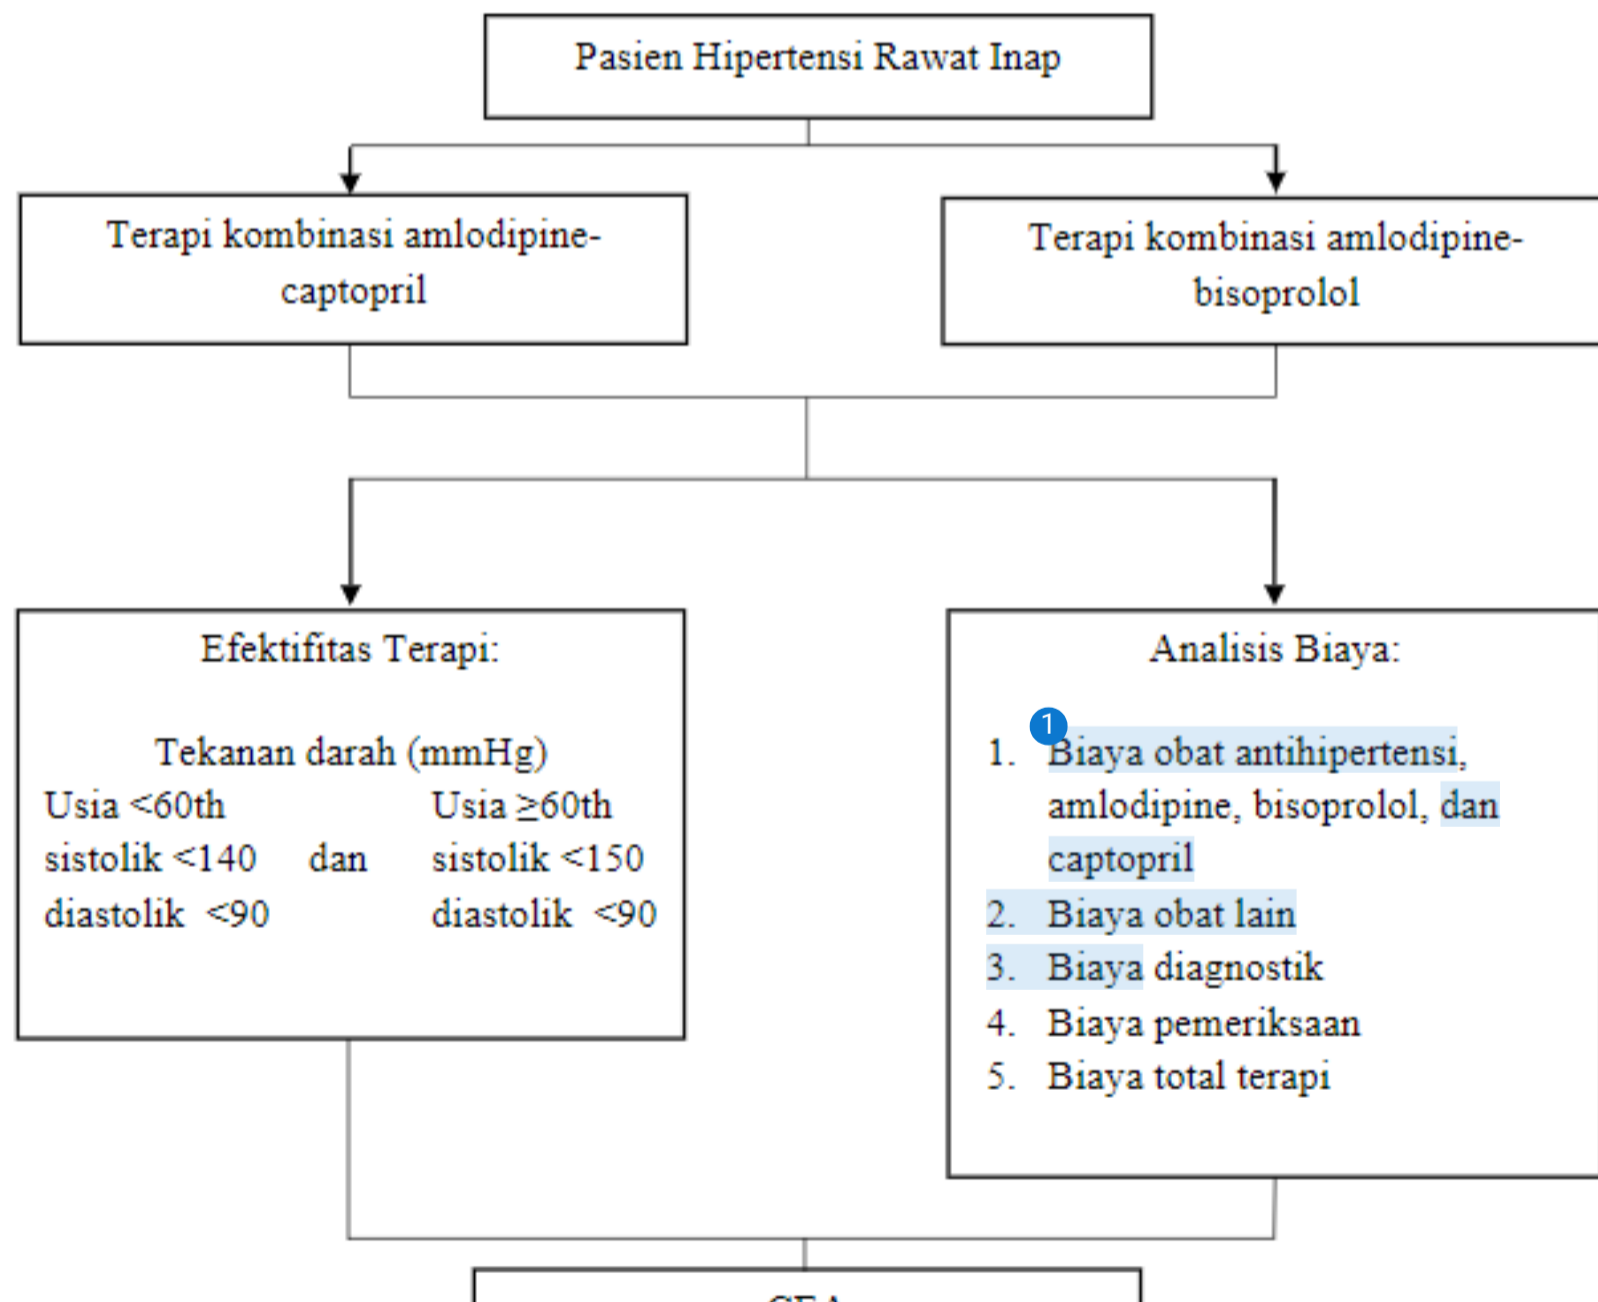 Pasien Hipertensi Rawat Inap
Terapi kombinasi amlodipine-
captopril
Terapi kombinasi amlodipine-
bisoprolol
Efektifitas Terapi:
Tekanan darah (mmHg)
Usia <60th Usia ≥60th
sistolik <140 dan sistolik <150
diastolik <90 diastolik <90
Analisis Biaya:
1
1. Biaya obat antihipertensi,
amlodipine, bisoprolol, dan
captopril
2. Biaya obat lain
3. Biaya diagnostik
4. Biaya pemeriksaan
5. Biaya total terapi